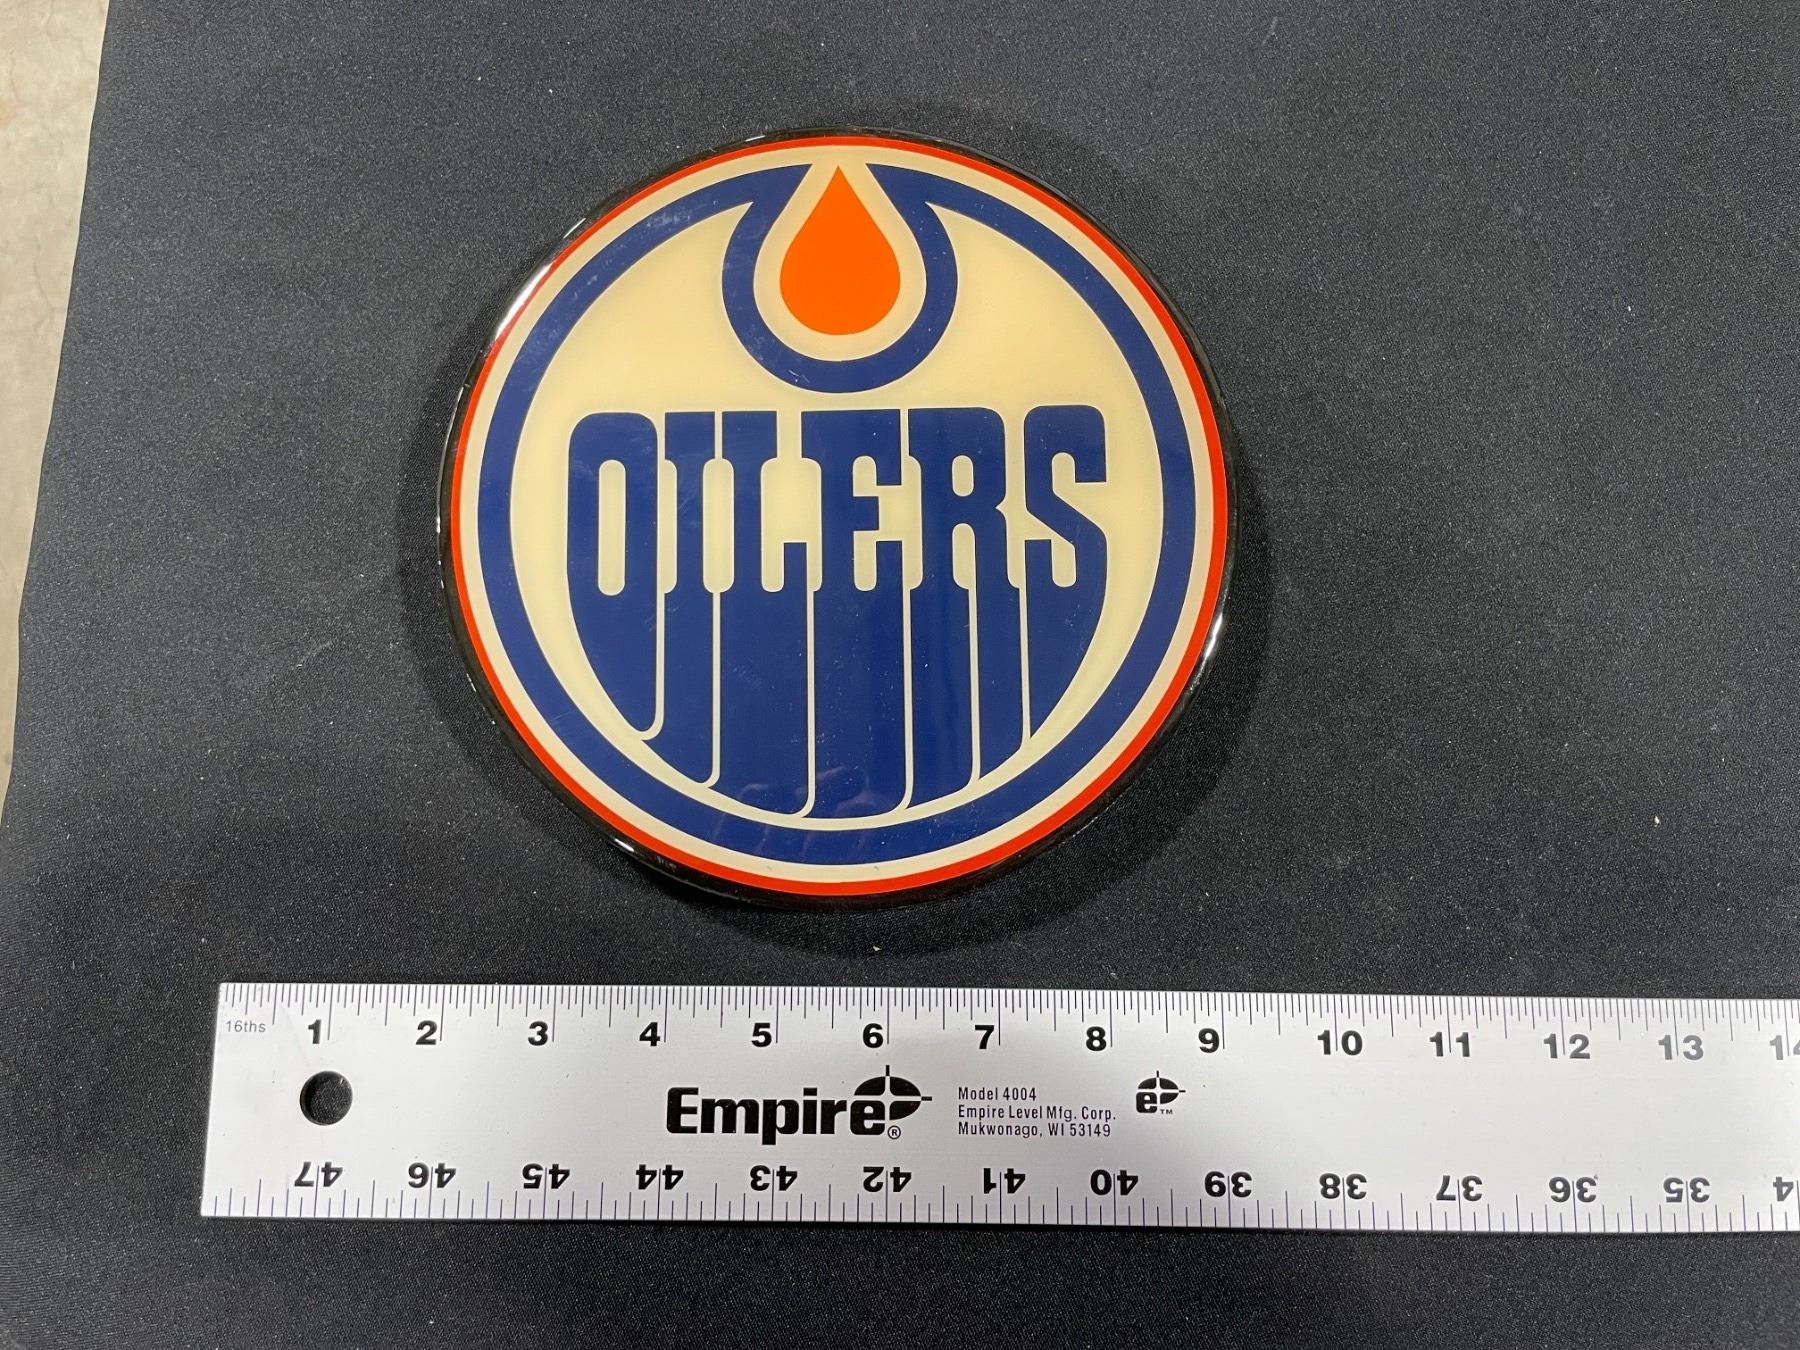 OILERS
16ths 1 2 3 4 5 6 7 8 9 10 11 12 13 14
Empire®
Model 4004
Empire Level Mfg. Corp.
Mukwonago, WI 53149
e™
47 46 45 44 43 42 41 40 39 38 37 36 35